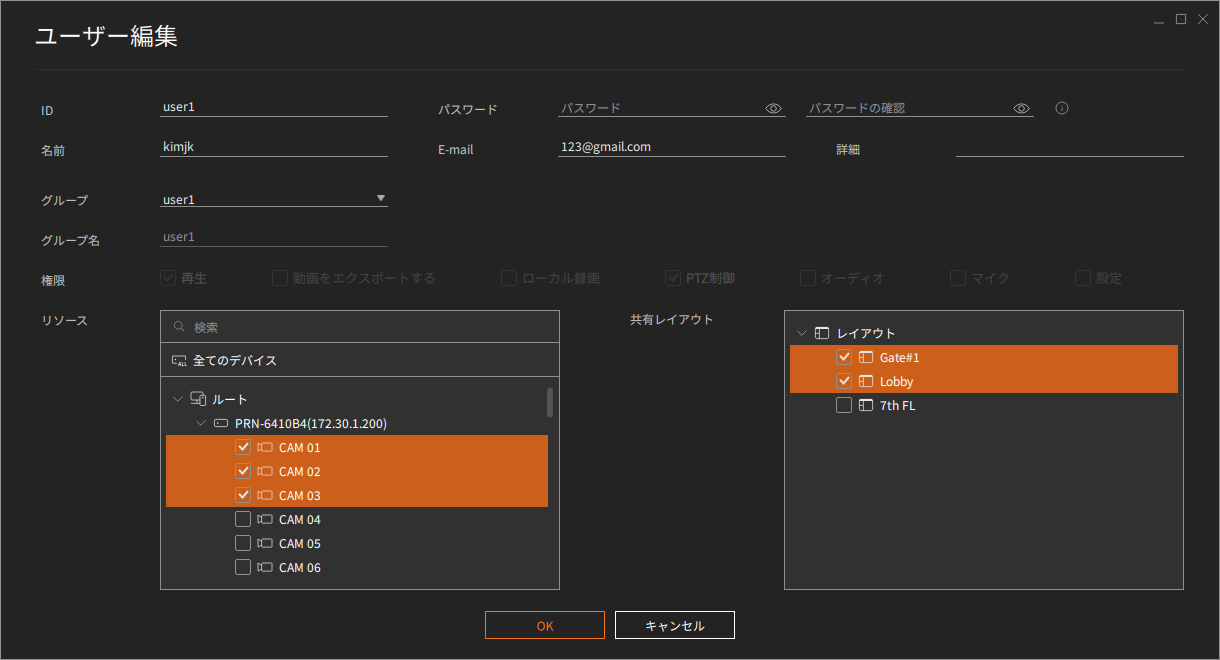 ユーザー編集
ID user1 パスワード パスワード パスワードの確認
名前 kimjk E-mail 123@gmail.com 詳細
グループ user1
グループ名 user1
権限 再生 動画をエクスポートする ローカル録画 PTZ制御 オーディオ マイク 設定
リソース 検索 共有レイアウト
ALL 全てのデバイス
ルート
PRN-6410B4(172.30.1.200)
CAM 01
CAM 02
CAM 03
CAM 04
CAM 05
CAM 06
レイアウト
Gate#1
Lobby
7th FL
OK キャンセル